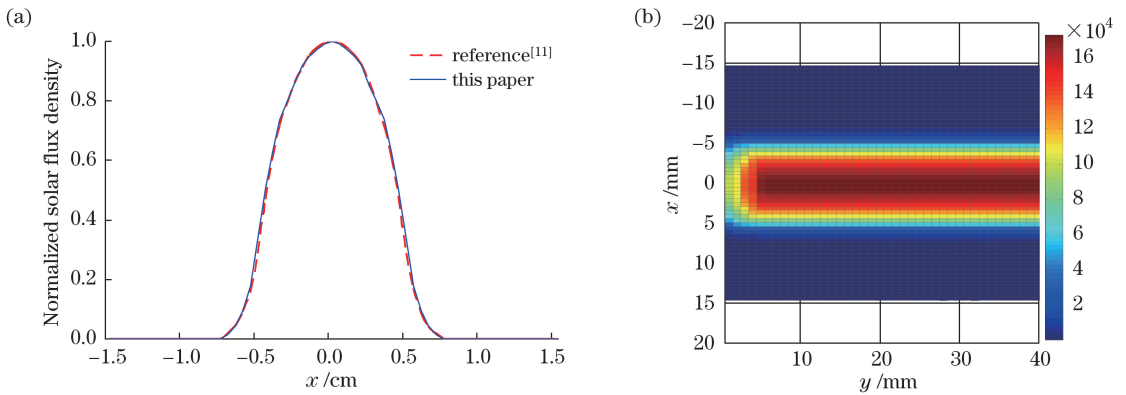 (a)
Normalized solar flux density
1.0
0.8
0.6
0.4
0.2
0.0
−1.5 −1.0 −0.5 0.0 0.5 1.0 1.5
x /cm
reference[11]
this paper
(b)
x /mm
−20
−15
−10
−5
0
5
10
15
20
10 20 30 40
y /mm
×10⁴
16
14
12
10
8
6
4
2